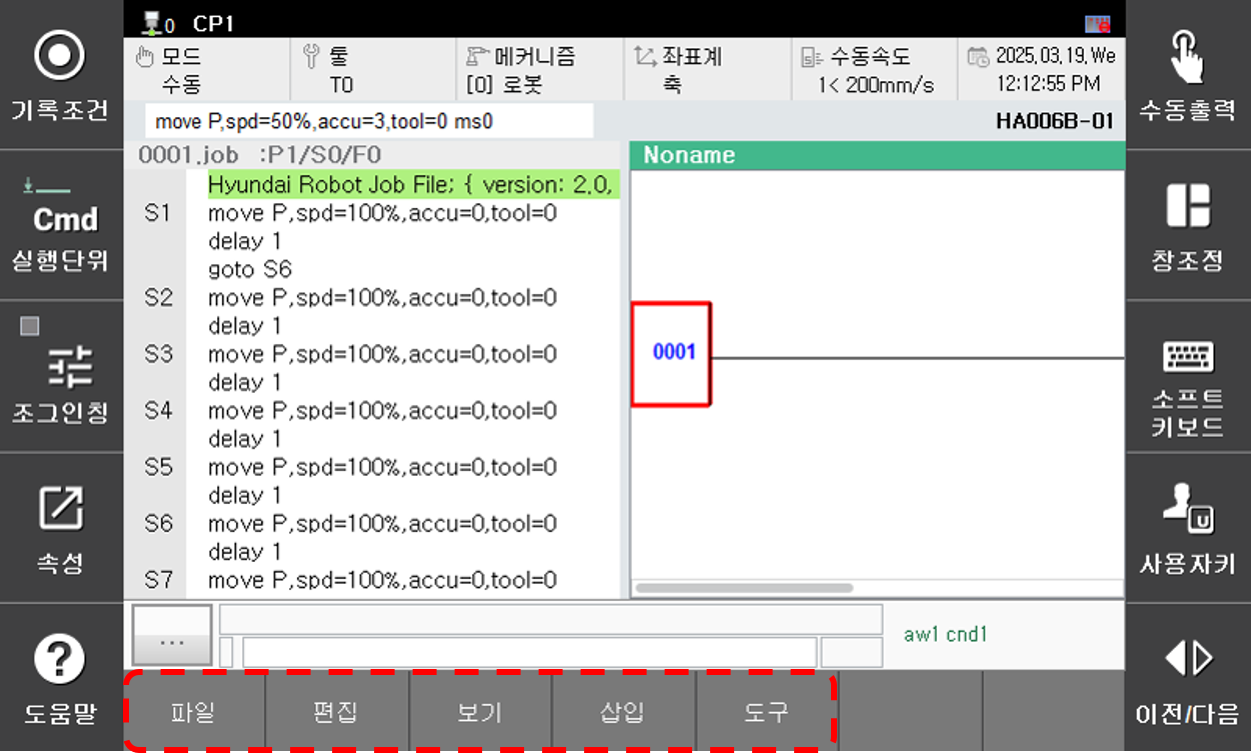 0 CP1
기록조건
모드
수동
툴
T0
메커니즘
[0] 로봇
좌표계
축
수동속도
1< 200mm/s
2025.03.19.We
12:12:55 PM
수동출력
move P,spd=50%,accu=3,tool=0 ms0
HA006B-01
0001.job :P1/S0/F0
Noname
Hyundai Robot Job File; { version: 2.0,
S1 move P,spd=100%,accu=0,tool=0
delay 1
goto S6
S2 move P,spd=100%,accu=0,tool=0
delay 1
S3 move P,spd=100%,accu=0,tool=0
delay 1
S4 move P,spd=100%,accu=0,tool=0
delay 1
S5 move P,spd=100%,accu=0,tool=0
delay 1
S6 move P,spd=100%,accu=0,tool=0
delay 1
S7 move P,spd=100%,accu=0,tool=0
0001
Cmd
실행단위
조그인칭
속성
도움말
창조정
소프트
키보드
사용자키
U
이전/다음
...
aw1 cnd1
파일 편집 보기 삽입 도구